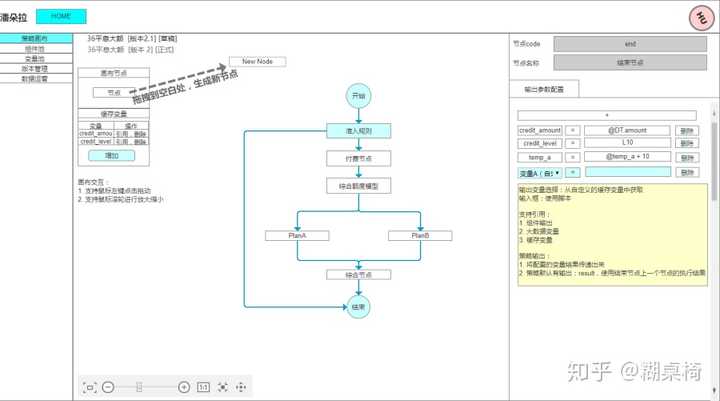 潘朵拉
HOME
HU
策略画布
组件池
变量池
版本管理
数据运营
36平息大额 [版本2.1] [草稿]
36平息大额 [版本 2] [正式]
New Node
画布节点
节点
拖拽到空白处，生成新节点
缓存变量
变量 操作
credit_amou 引用，删除
credit_level 引用，删除
增加
画布交互：
1 支持鼠标左键点击拖动
2 支持鼠标滚轮进行放大缩小
开始
准入规则
付费节点
综合额度模型
PlanA
PlanB
综合节点
结束
1:1
节点code end
节点名称 结束节点
输出参数配置
+
credit_amount = @DT.amount 删除
credit_level = L10 删除
temp_a = @temp_a + 10 删除
变量A（自 = 删除
输出变量选择：从自定义的缓存变量中获取
输入框：使用脚本
支持引用：
1 组件输出
2 大数据变量
3 缓存变量
策略输出：
1 将配置的变量结果传递出来
2 策略默认有输出：result，使用结束节点上一个节点的执行结果
知乎 @糊桌椅